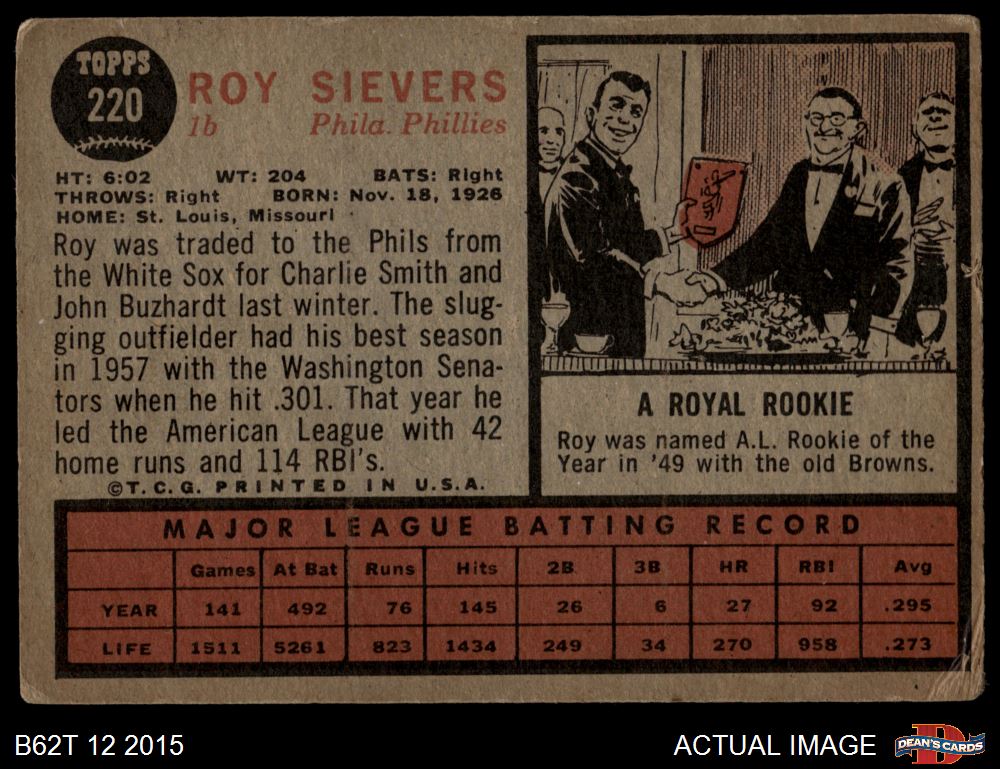 TOPPS
220
ROY SIEVERS
1b Phila. Phillies
HT: 6:02 WT: 204 BATS: Right
THROWS: Right BORN: Nov. 18, 1926
HOME: St. Louis, Missouri
Roy was traded to the Phils from
the White Sox for Charlie Smith and
John Buzhardt last winter. The slug-
ging outfielder had his best season
in 1957 with the Washington Sena-
tors when he hit .301. That year he
led the American League with 42
home runs and 114 RBI's.
©T.C.G. PRINTED IN U.S.A.
A ROYAL ROOKIE
Roy was named A.L. Rookie of the
Year in '49 with the old Browns.
MAJOR LEAGUE BATTING RECORD
Games At Bat Runs Hits 2B 3B HR RBI Avg
YEAR 141 492 76 145 26 6 27 92 .295
LIFE 1511 5261 823 1434 249 34 270 958 .273
B62T 12 2015
ACTUAL IMAGE
D
DEAN'S CARDS